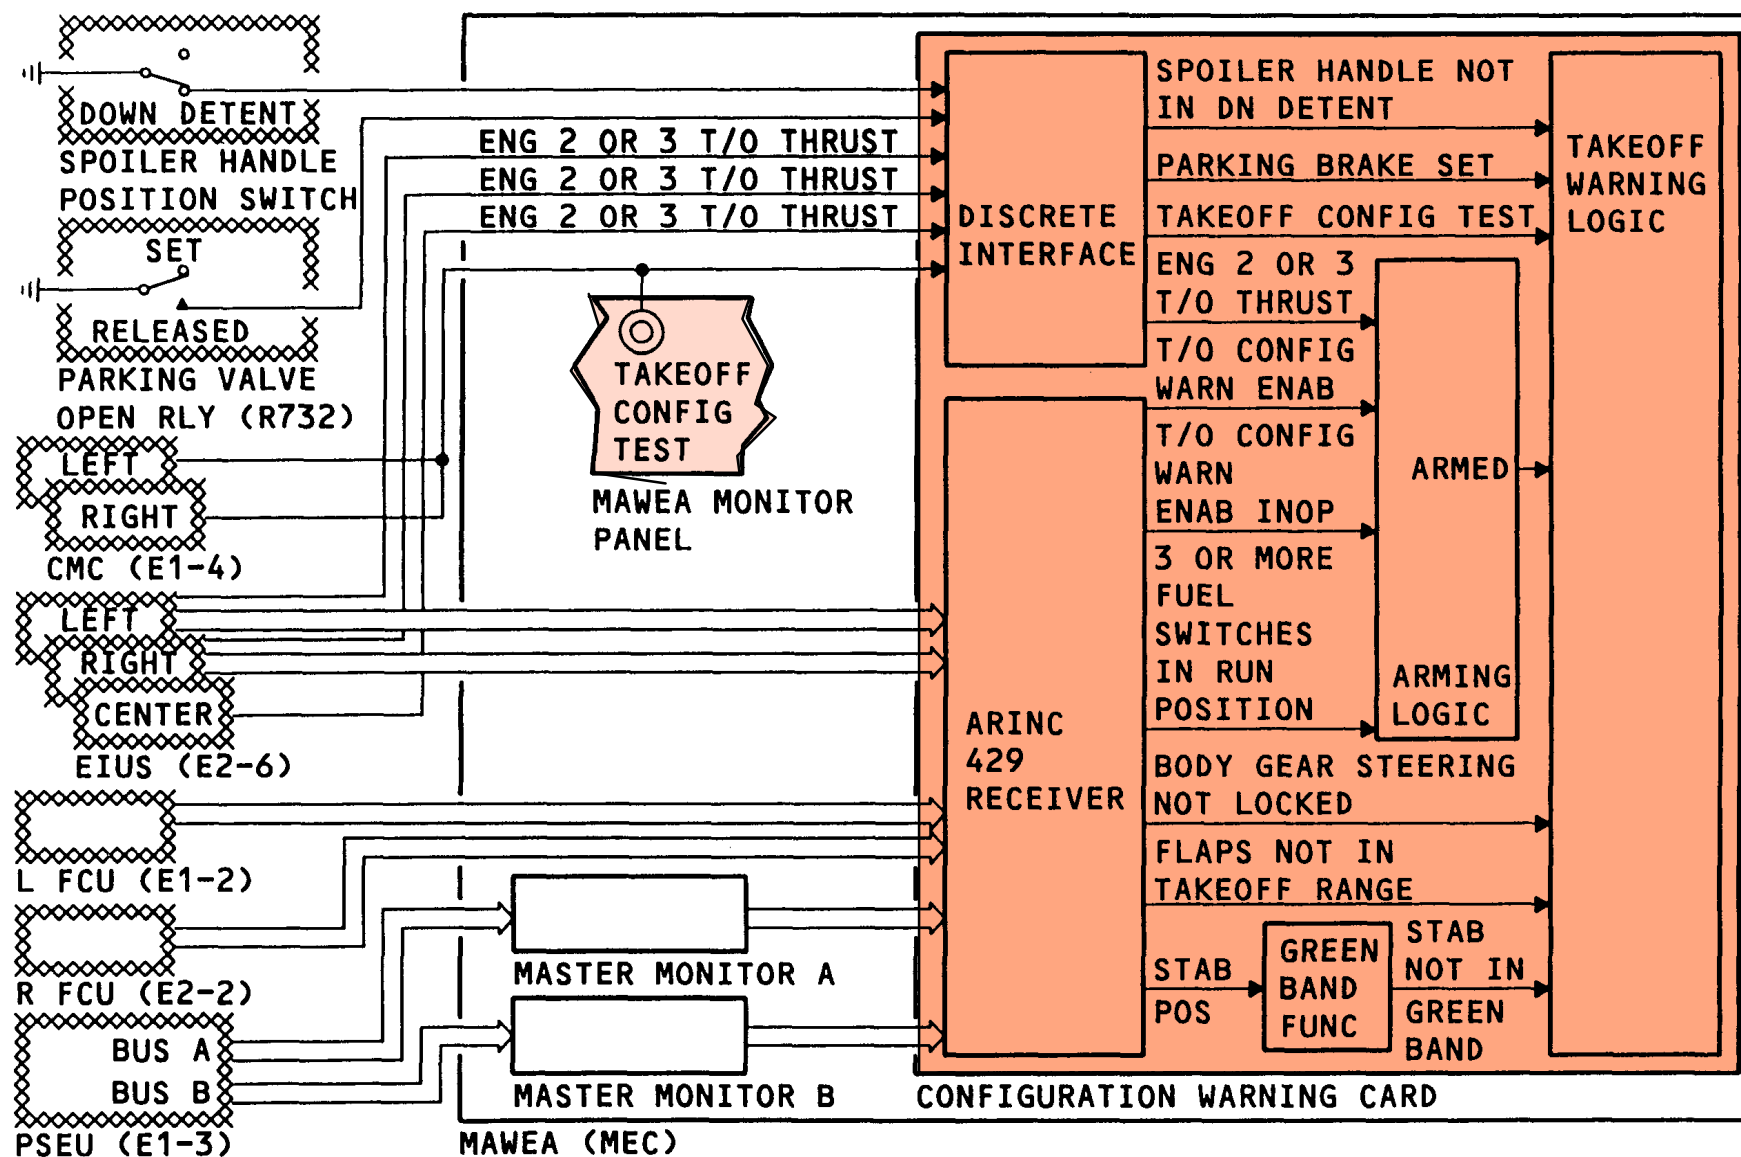 DOWN DETENT
SPOILER HANDLE
POSITION SWITCH
SET
RELEASED
PARKING VALVE
OPEN RLY (R732)
LEFT
RIGHT
CMC (E1-4)
LEFT
RIGHT
CENTER
EIUS (E2-6)
L FCU (E1-2)
R FCU (E2-2)
BUS A
BUS B
PSEU (E1-3)
ENG 2 OR 3 T/O THRUST
ENG 2 OR 3 T/O THRUST
ENG 2 OR 3 T/O THRUST
TAKEOFF
CONFIG
TEST
MAWEA MONITOR
PANEL
MASTER MONITOR A
MASTER MONITOR B
MAWEA (MEC)
DISCRETE
INTERFACE
ARINC
429
RECEIVER
SPOILER HANDLE NOT
IN DN DETENT
PARKING BRAKE SET
TAKEOFF CONFIG TEST
ENG 2 OR 3
T/O THRUST
T/O CONFIG
WARN ENAB
T/O CONFIG
WARN
ENAB INOP
3 OR MORE
FUEL
SWITCHES
IN RUN
POSITION
ARMED
ARMING
LOGIC
BODY GEAR STEERING
NOT LOCKED
FLAPS NOT IN
TAKEOFF RANGE
STAB
POS
GREEN
BAND
FUNC
STAB
NOT IN
GREEN
BAND
TAKEOFF
WARNING
LOGIC
CONFIGURATION WARNING CARD